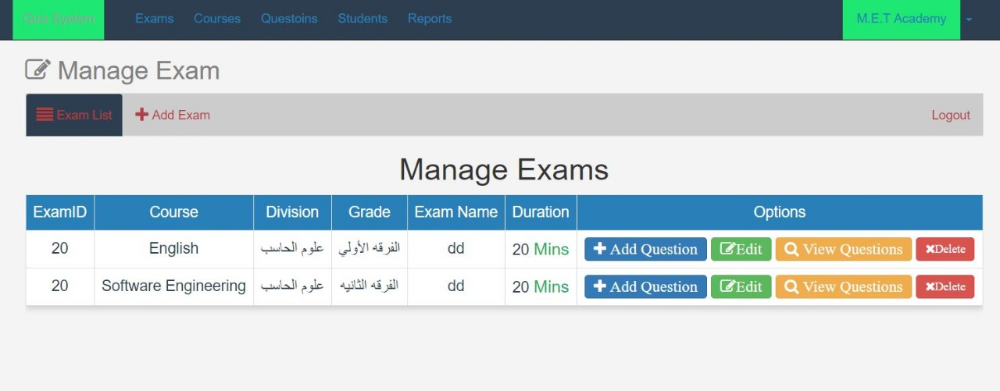 Quiz System Exams Courses Questoins Students Reports M.E.T Academy
Manage Exam
Exam List Add Exam Logout
Manage Exams
ExamID Course Division Grade Exam Name Duration Options
20 English علوم الحاسب الفرقه الأولي dd 20 Mins Add Question Edit View Questions Delete
20 Software Engineering علوم الحاسب الفرقه الثانيه dd 20 Mins Add Question Edit View Questions Delete